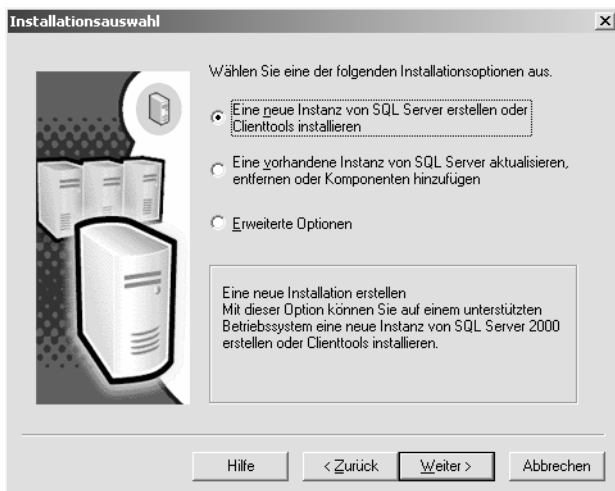 Installationsauswahl
Wählen Sie eine der folgenden Installationsoptionen aus.
Eine neue Instanz von SQL Server erstellen oder
Clienttools installieren
Eine vorhandene Instanz von SQL Server aktualisieren,
entfernen oder Komponenten hinzufügen
Erweiterte Optionen
Eine neue Installation erstellen
Mit dieser Option können Sie auf einem unterstützten
Betriebssystem eine neue Instanz von SQL Server 2000
erstellen oder Clienttools installieren.
Hilfe
< Zurück
Weiter >
Abbrechen